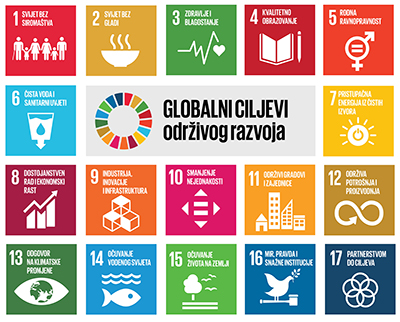 1 SVIJET BEZ
SIROMAŠTVA
2 SVIJET BEZ
GLADI
3 ZDRAVLJE I
BLAGOSTANJE
4 KVALITETNO
OBRAZOVANJE
5 RODNA
RAVNOPRAVNOST
6 ČISTA VODA I
SANITARNI UVJETI
GLOBALNI CILJEVI
održivog razvoja
7 PRISTUPAČNA
ENERGIJA IZ ČISTIH
IZVORA
8 DOSTOJANSTVEN
RAD I EKONOMSKI
RAST
9 INDUSTRIJA,
INOVACIJE
INFRASTRUKTURA
10 SMANJENJE
NEJEDNAKOSTI
11 ODRŽIVI GRADOVI
I ZAJEDNICE
12 ODRŽIVA
POTROŠNJA I
PROIZVODNJA
13 ODGOVOR
NA KLIMATSKE
PROMJENE
14 OČUVANJE
VODENOG SVIJETA
15 OČUVANJE
ŽIVOTA NA ZEMLJI
16 MIR, PRAVDA I
SNAŽNE INSTITUCIJE
17 PARTNERSTVOM
DO CILJEVA